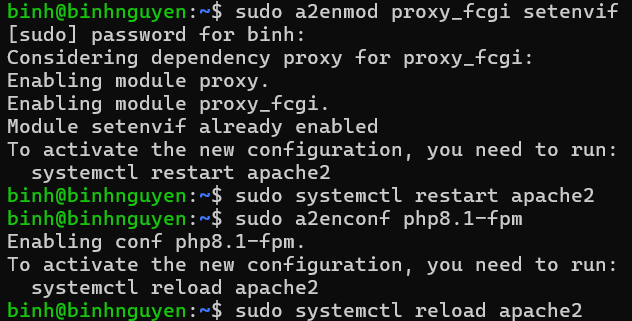 binh@binhnguyen:~$ sudo a2enmod proxy_fcgi setenvif
[sudo] password for binh:
Considering dependency proxy for proxy_fcgi:
Enabling module proxy.
Enabling module proxy_fcgi.
Module setenvif already enabled
To activate the new configuration, you need to run:
  systemctl restart apache2
binh@binhnguyen:~$ sudo systemctl restart apache2
binh@binhnguyen:~$ sudo a2enconf php8.1-fpm
Enabling conf php8.1-fpm.
To activate the new configuration, you need to run:
  systemctl reload apache2
binh@binhnguyen:~$ sudo systemctl reload apache2